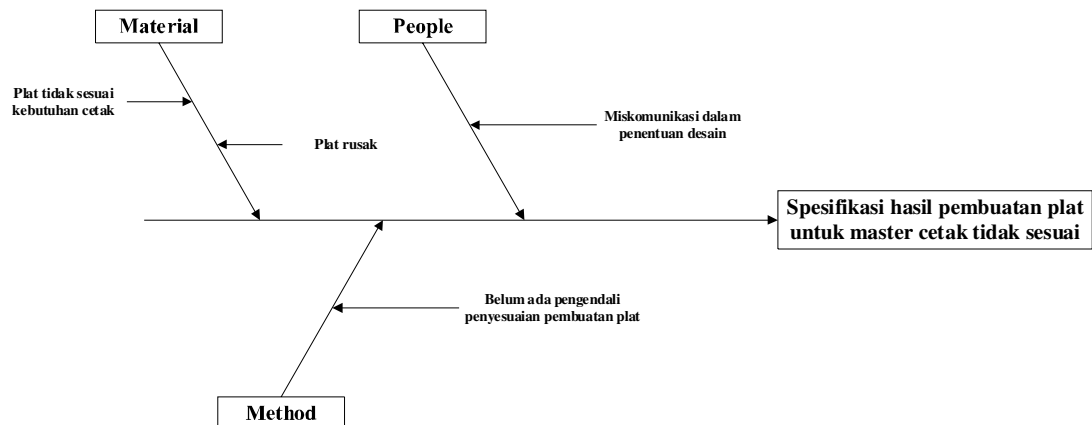 Material
People
Plat tidak sesuai
kebutuhan cetak
Plat rusak
Miskomunikasi dalam
penentuan desain
Spesifikasi hasil pembuatan plat
untuk master cetak tidak sesuai
Belum ada pengendali
penyesuaian pembuatan plat
Method